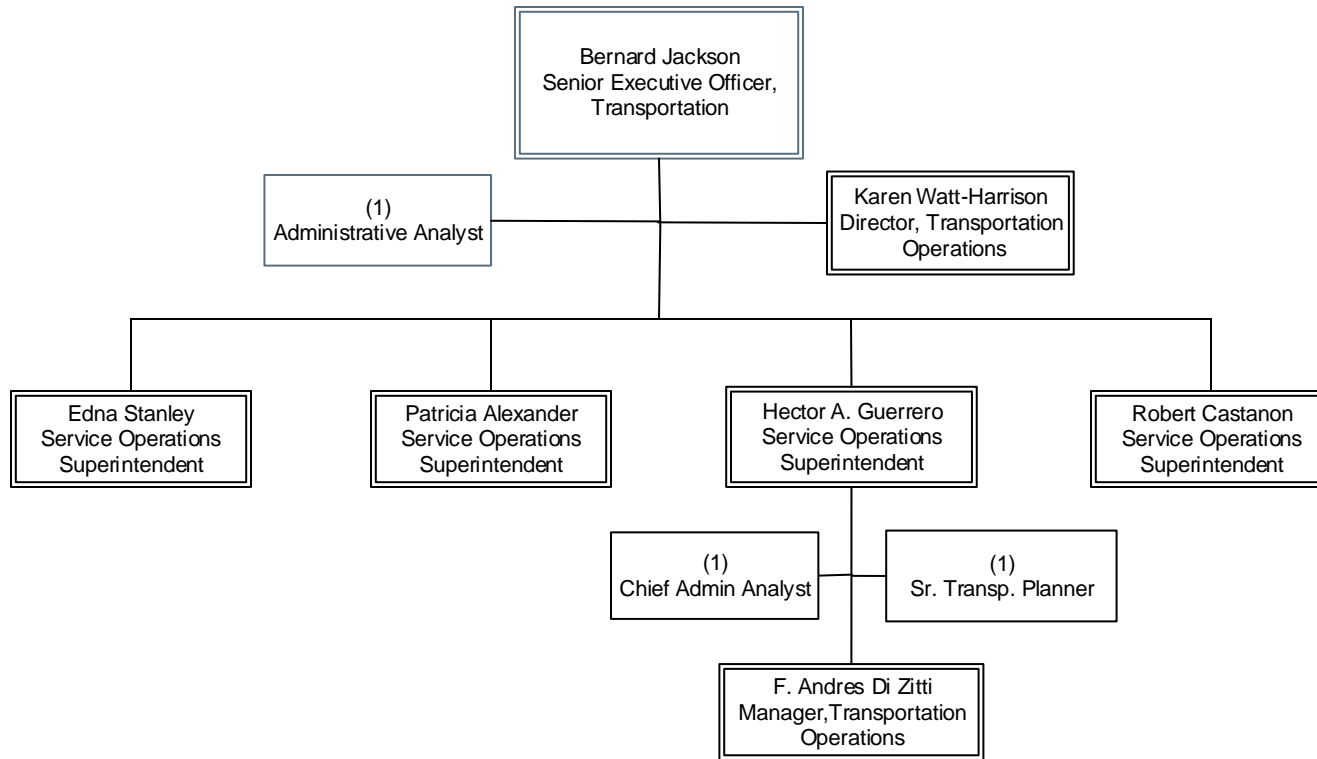 Bernard Jackson
Senior Executive Officer,
Transportation
(1)
Administrative Analyst
Karen Watt-Harrison
Director, Transportation
Operations
Edna Stanley
Service Operations
Superintendent
Patricia Alexander
Service Operations
Superintendent
Hector A. Guerrero
Service Operations
Superintendent
Robert Castanon
Service Operations
Superintendent
(1)
Chief Admin Analyst
(1)
Sr. Transp. Planner
F. Andres Di Zitti
Manager,Transportation
Operations